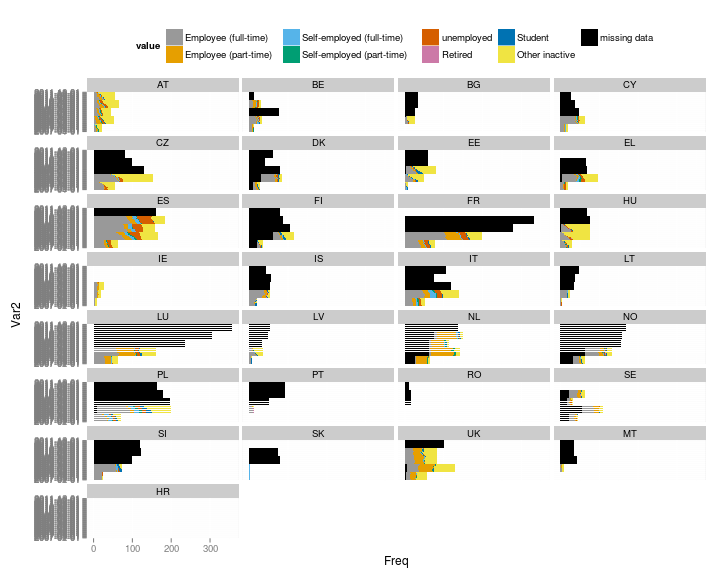 value
Employee (full-time) Self-employed (full-time) unemployed Student missing data
Employee (part-time) Self-employed (part-time) Retired Other inactive
AT BE BG CY
CZ DK EE EL
ES FI FR HU
IE IS IT LT
LU LV NL NO
PL PT RO SE
SI SK UK MT
HR
Var2
0 100 200 300
Freq